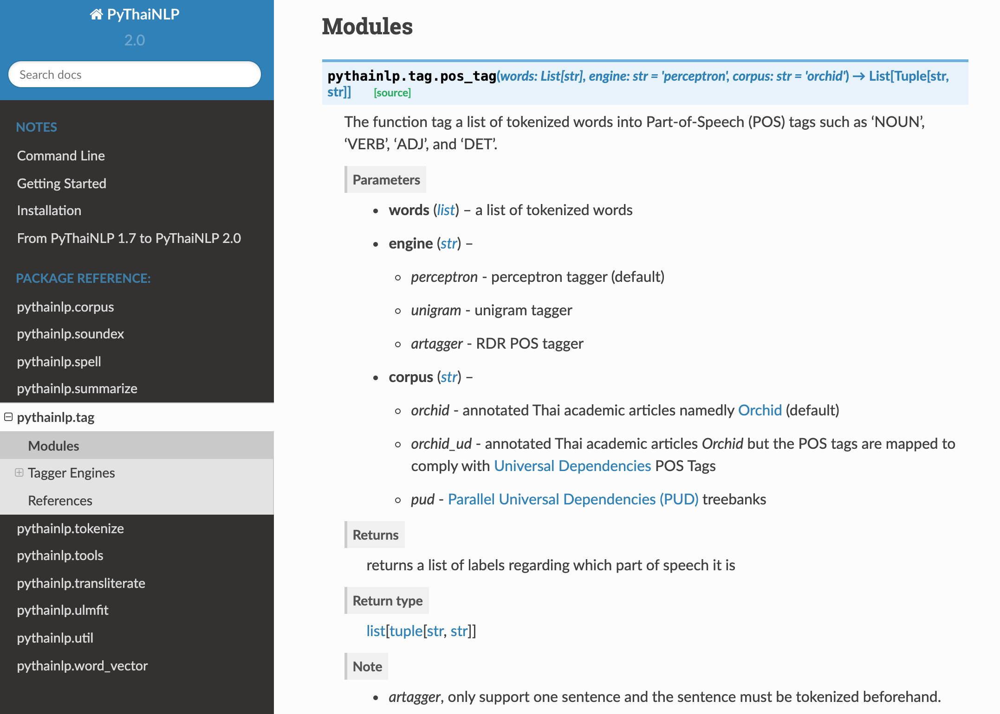 PyThaiNLP
2.0
Search docs
NOTES
Command Line
Getting Started
Installation
From PyThaiNLP 1.7 to PyThaiNLP 2.0
PACKAGE REFERENCE:
pythainlp.corpus
pythainlp.soundex
pythainlp.spell
pythainlp.summarize
pythainlp.tag
Modules
Tagger Engines
References
pythainlp.tokenize
pythainlp.tools
pythainlp.transliterate
pythainlp.ulmfit
pythainlp.util
pythainlp.word_vector
Modules
pythainlp.tag.pos_tag(words: List[str], engine: str = 'perceptron', corpus: str = 'orchid') → List[Tuple[str,
str]] [source]
The function tag a list of tokenized words into Part-of-Speech (POS) tags such as ‘NOUN’,
‘VERB’, ‘ADJ’, and ‘DET’.
Parameters
• words (list) – a list of tokenized words
• engine (str) –
◦ perceptron - perceptron tagger (default)
◦ unigram - unigram tagger
◦ artagger - RDR POS tagger
• corpus (str) –
◦ orchid - annotated Thai academic articles namedly Orchid (default)
◦ orchid_ud - annotated Thai academic articles Orchid but the POS tags are mapped to
comply with Universal Dependencies POS Tags
◦ pud - Parallel Universal Dependencies (PUD) treebanks
Returns
returns a list of labels regarding which part of speech it is
Return type
list[tuple[str, str]]
Note
• artagger, only support one sentence and the sentence must be tokenized beforehand.